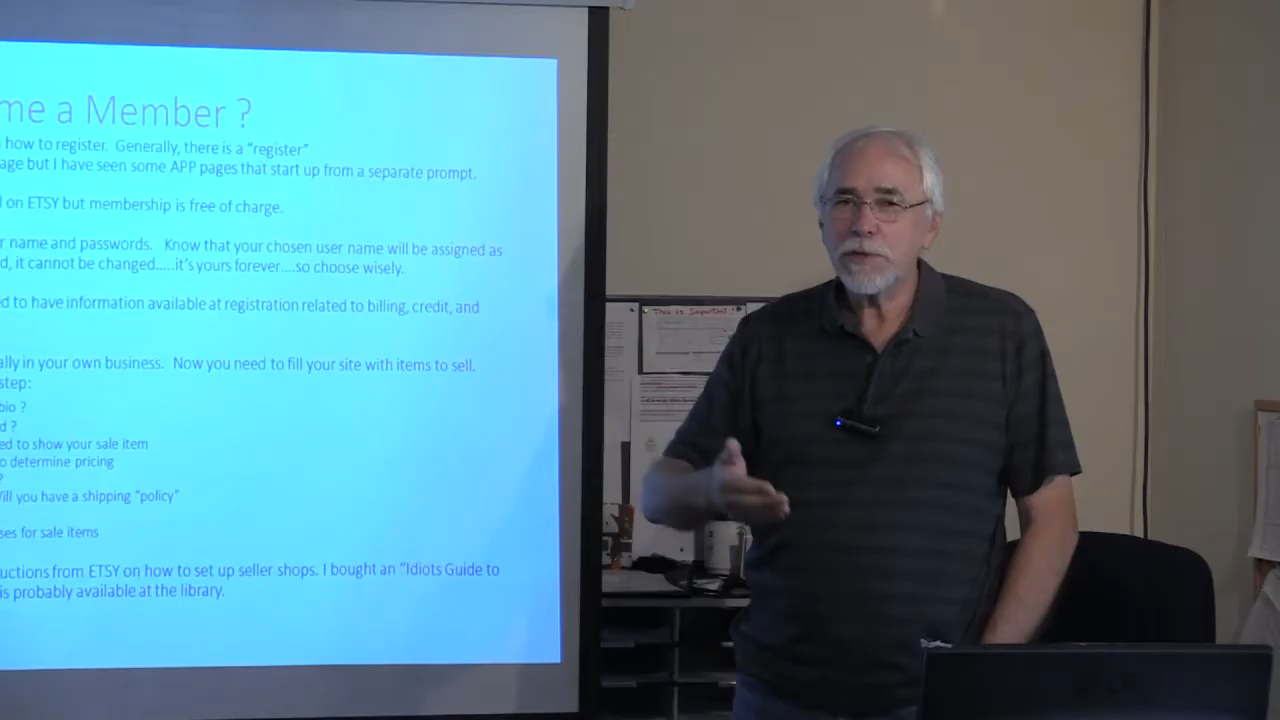 me a Member ?
how to register. Generally, there is a "register"
age but I have seen some APP pages that start up from a separate prompt.
on ETSY but membership is free of charge.
r name and passwords. Know that your chosen user name will be assigned as
d, it cannot be changed.....it's yours forever....so choose wisely.
ed to have information available at registration related to billing, credit, and
ally in your own business. Now you need to fill your site with items to sell.
step:
bio ?
d ?
ed to show your sale item
o determine pricing
?
ill you have a shipping "policy"
ses for sale items
uctions from ETSY on how to set up seller shops. I bought an "Idiots Guide to
is probably available at the library.
This is Important!